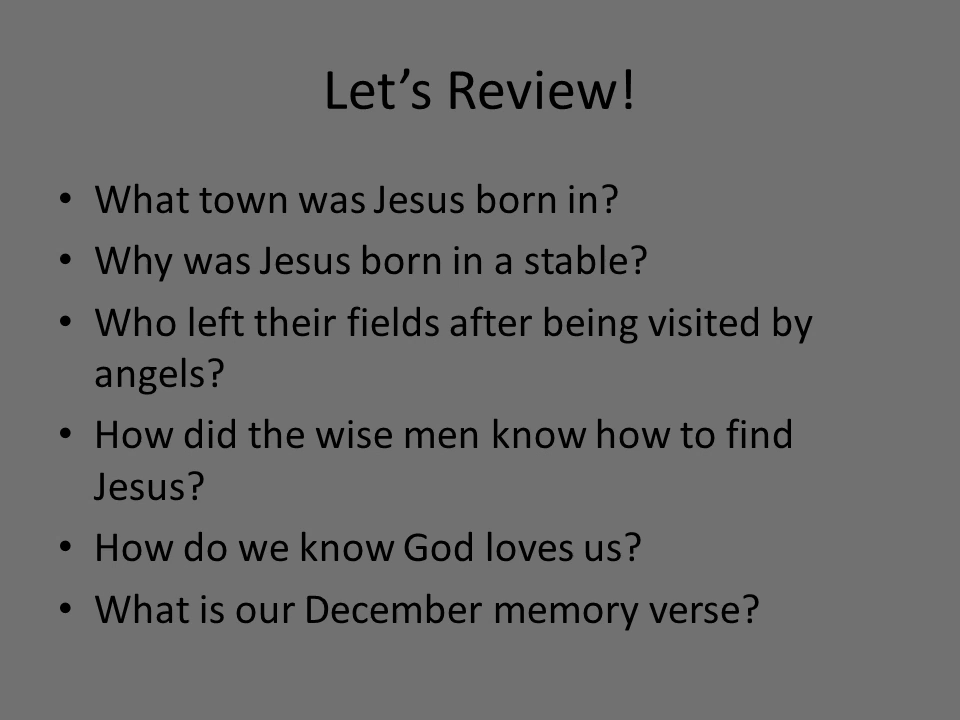 Let’s Review!
• What town was Jesus born in?
• Why was Jesus born in a stable?
• Who left their fields after being visited by
angels?
• How did the wise men know how to find
Jesus?
• How do we know God loves us?
• What is our December memory verse?